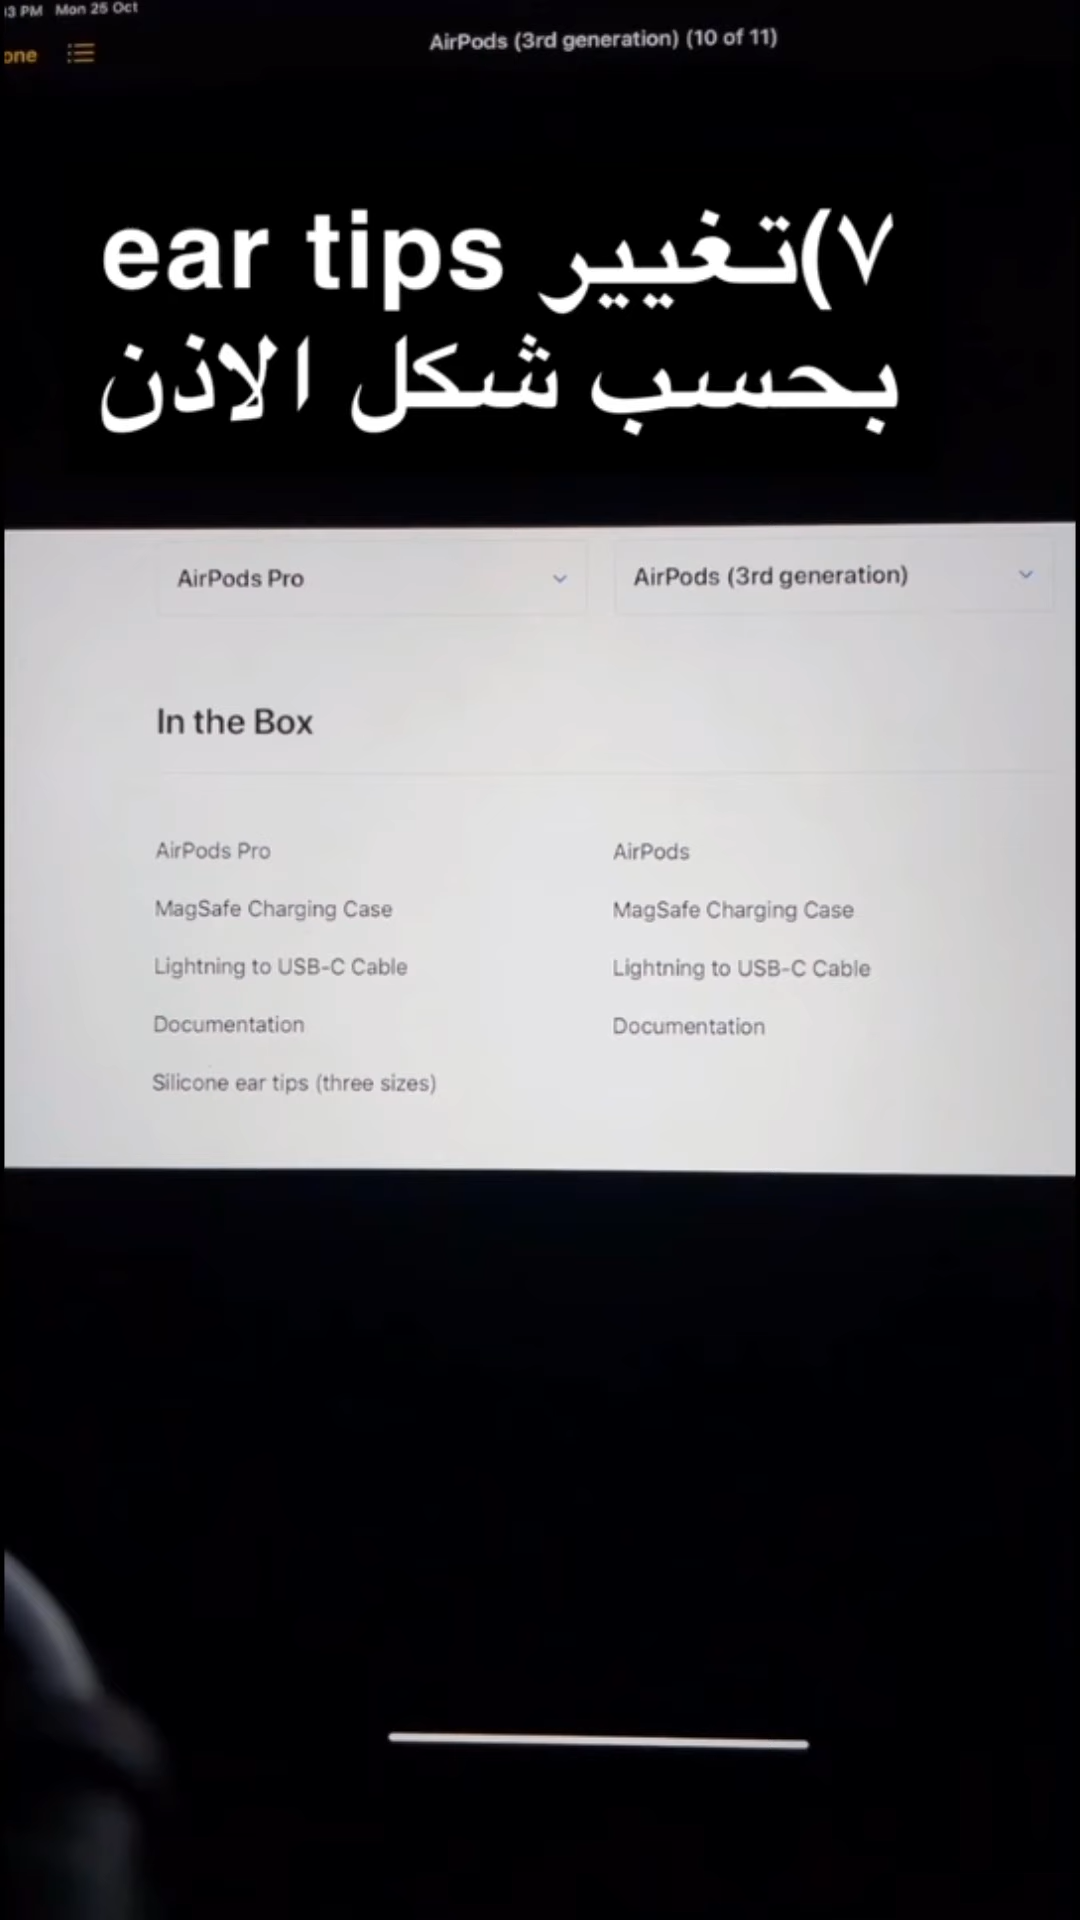 13 PM Mon 25 Oct
one
AirPods (3rd generation) (10 of 11)
٧)تغيير ear tips
بحسب شكل الاذن
AirPods Pro
AirPods (3rd generation)
In the Box
AirPods Pro
AirPods
MagSafe Charging Case
MagSafe Charging Case
Lightning to USB-C Cable
Lightning to USB-C Cable
Documentation
Documentation
Silicone ear tips (three sizes)